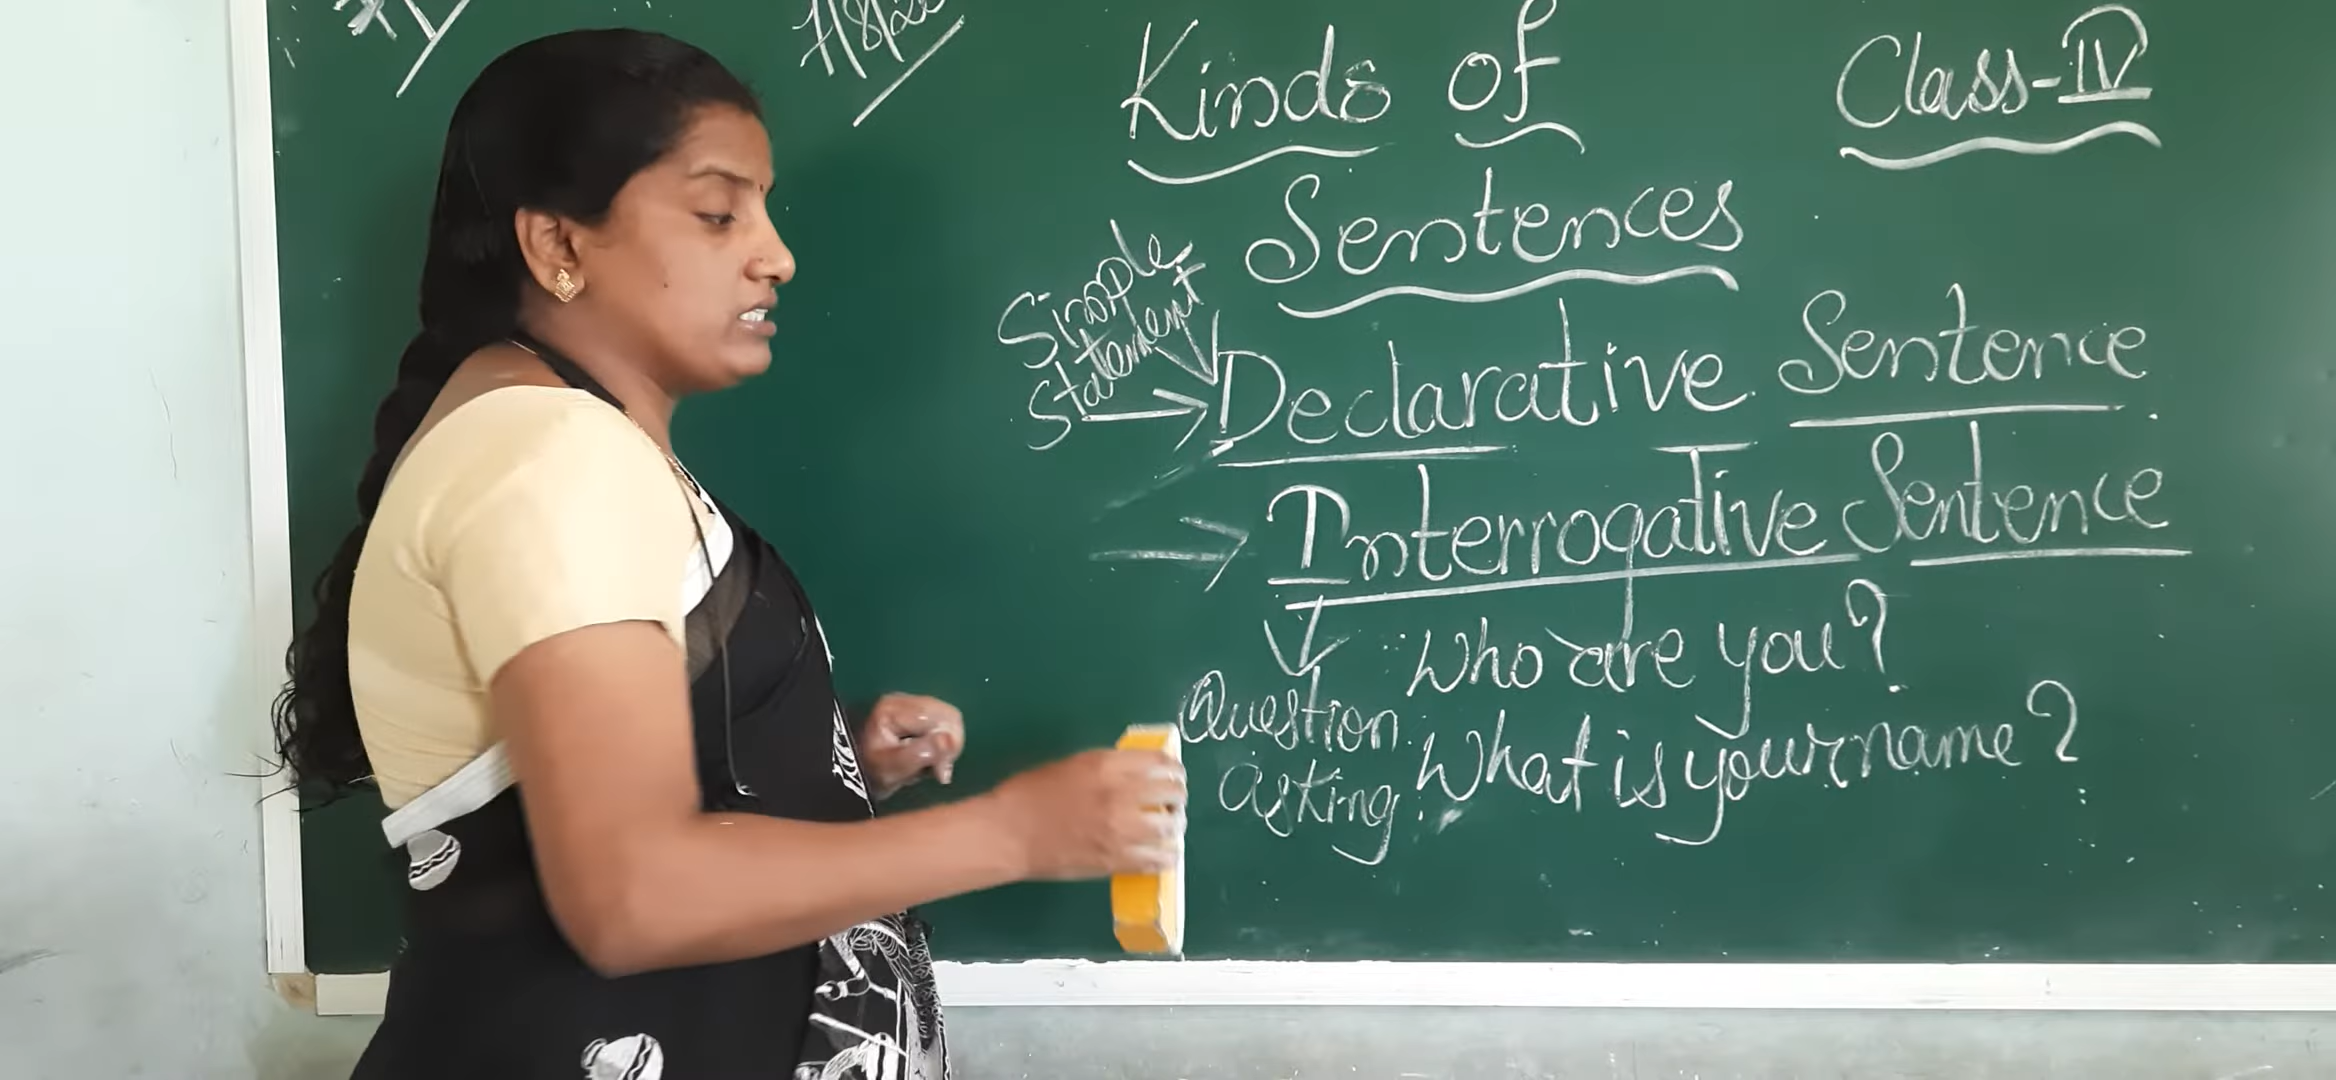 Kinds of
Class-IV
Sentences
Simple
Statement
Declarative Sentence
Interrogative Sentence
Who are you?
Question
What is your name?
asking